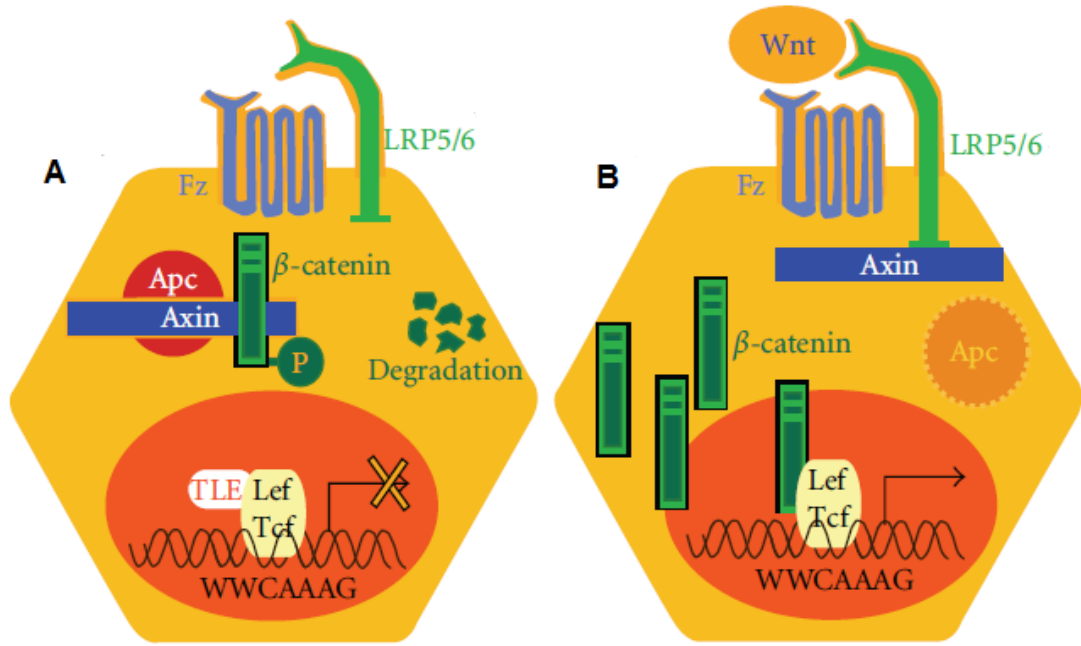 A
LRP5/6
Fz
β-catenin
Apc
Axin
P
Degradation
TLE
Lef
Tcf
WWCAAAG
B
Wnt
LRP5/6
Fz
Axin
β-catenin
Apc
Lef
Tcf
WWCAAAG